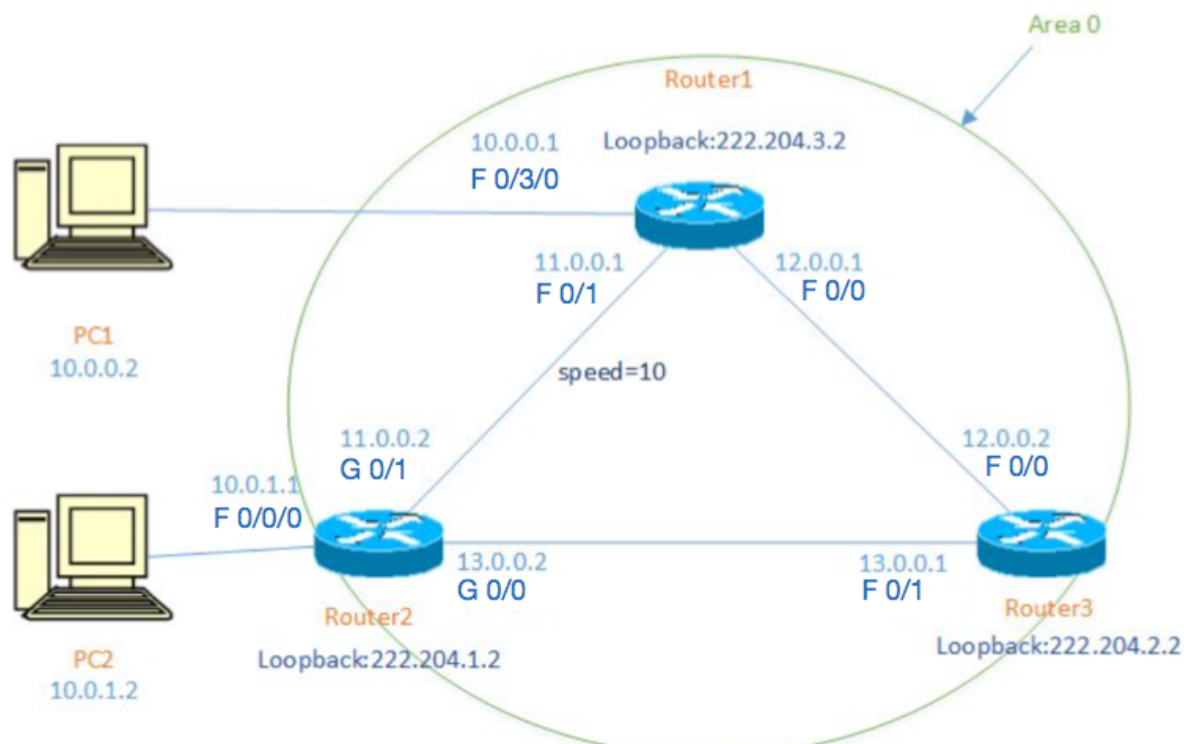 Area 0
Router1
10.0.0.1
Loopback:222.204.3.2
F 0/3/0
11.0.0.1
12.0.0.1
F 0/1
F 0/0
PC1
10.0.0.2
speed=10
11.0.0.2
12.0.0.2
G 0/1
F 0/0
10.0.1.1
F 0/0/0
13.0.0.2
13.0.0.1
G 0/0
F 0/1
Router2
Router3
Loopback:222.204.1.2
Loopback:222.204.2.2
PC2
10.0.1.2